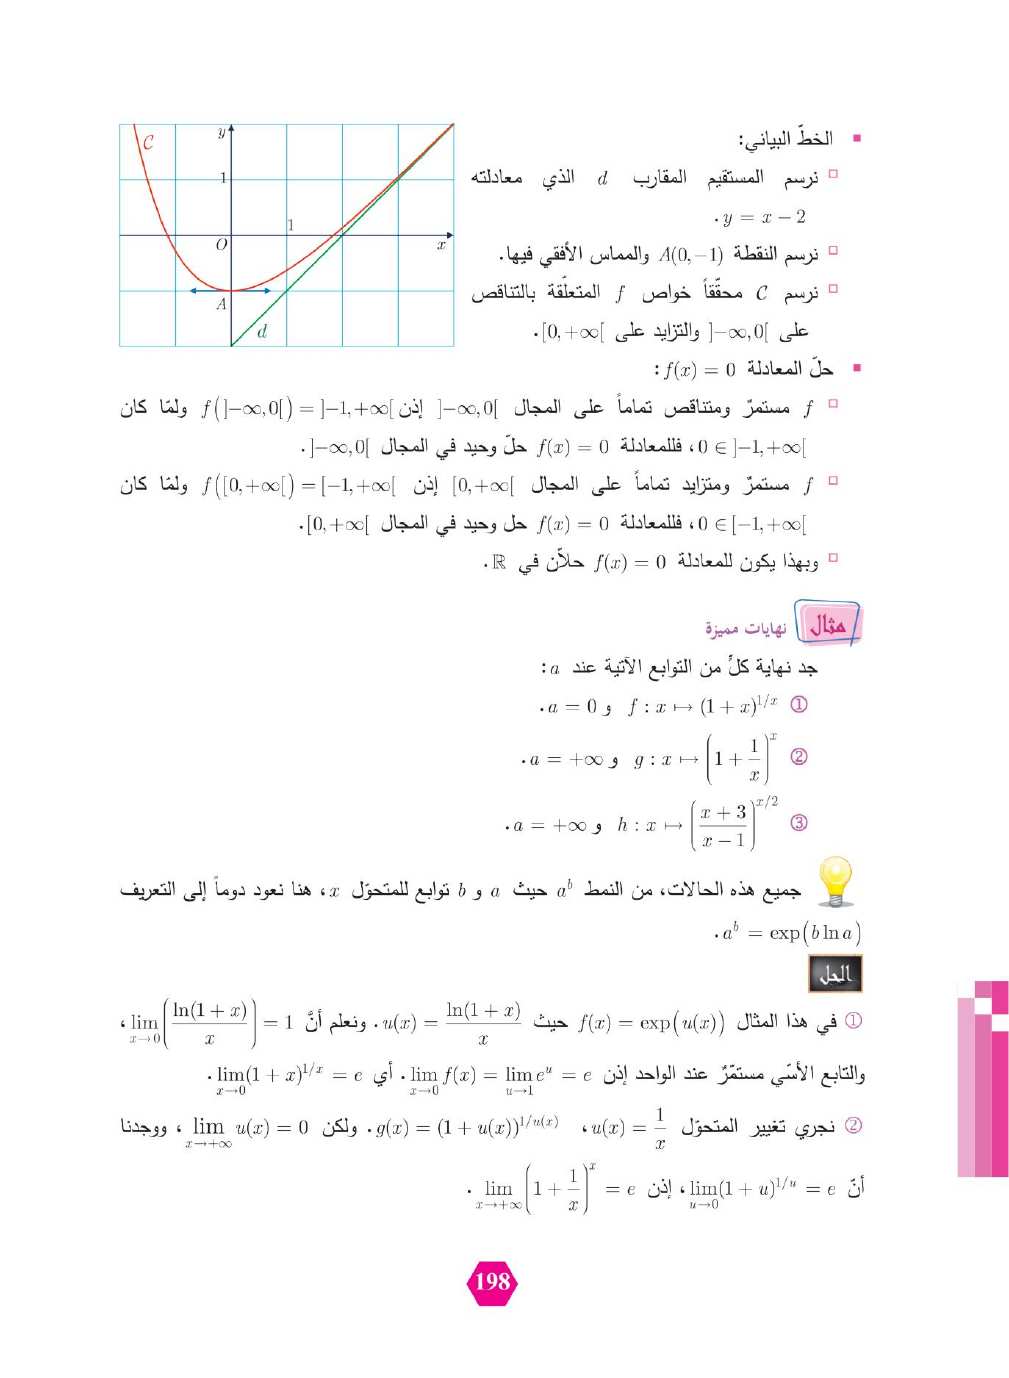 ▪ الخطّ البياني:
□ نرسم المستقيم المقارب d الذي معادلته
y = x − 2.
□ نرسم النقطة A(0,−1) والمماس الأفقي فيها.
□ نرسم C محقّقاً خواص f المتعلّقة بالتناقص
على ]−∞,0[ والتزايد على [0,+∞[.
C
y
1
1
O
x
A
d
▪ حلّ المعادلة f(x) = 0 :
□ f مستمرٌ ومتناقص تماماً على المجال ]−∞,0[ إذن f(]−∞,0[) = ]−1,+∞[ ولمّا كان
0 ∈ ]−1,+∞[، فللمعادلة f(x) = 0 حلّ وحيد في المجال ]−∞,0[.
□ f مستمرٌ ومتزايد تماماً على المجال [0,+∞[ إذن f([0,+∞[) = [−1,+∞[ ولمّا كان
0 ∈ [−1,+∞[، فللمعادلة f(x) = 0 حل وحيد في المجال [0,+∞[.
□ وبهذا يكون للمعادلة f(x) = 0 حلّان في ℝ.
مثال نهايات مميزة
جد نهاية كلٍّ من التوابع الآتية عند a:
① f : x ↦ (1 + x)^{1/x} و a = 0.
② g : x ↦ (1 + 1/x)^x و a = +∞.
③ h : x ↦ ((x + 3)/(x − 1))^{x/2} و a = +∞.
جميع هذه الحالات، من النمط a^b حيث a و b توابع للمتحوّل x، هنا نعود دوماً إلى التعريف
a^b = exp(b ln a).
الحل
① في هذا المثال f(x) = exp(u(x)) حيث u(x) = ln(1 + x)/x. ونعلم أنَّ lim_{x→0} (ln(1 + x)/x) = 1،
والتابع الأسّي مستمّرٌ عند الواحد إذن lim_{x→0} f(x) = lim_{u→1} e^u = e. أي lim_{x→0} (1 + x)^{1/x} = e.
② نجري تغيير المتحوّل u(x) = 1/x، g(x) = (1 + u(x))^{1/u(x)}. ولكن lim_{x→+∞} u(x) = 0، ووجدنا
أنّ lim_{u→0} (1 + u)^{1/u} = e، إذن lim_{x→+∞} (1 + 1/x)^x = e.
198